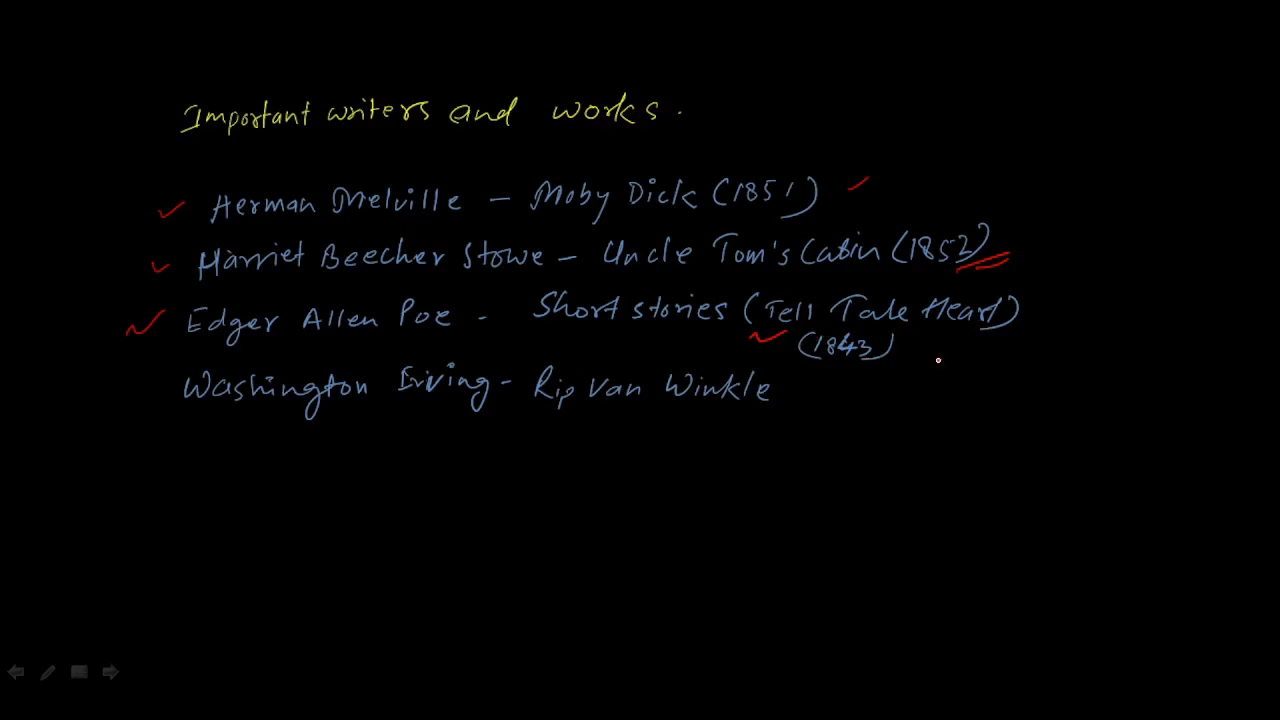 Important writers and works.
Herman Melville - Moby Dick (1851)
Harriet Beecher Stowe - Uncle Tom's Cabin (1852)
Edger Allen Poe - Short stories (Tell Tale Heart)
(1843)
Washington Erving - Rip Van Winkle